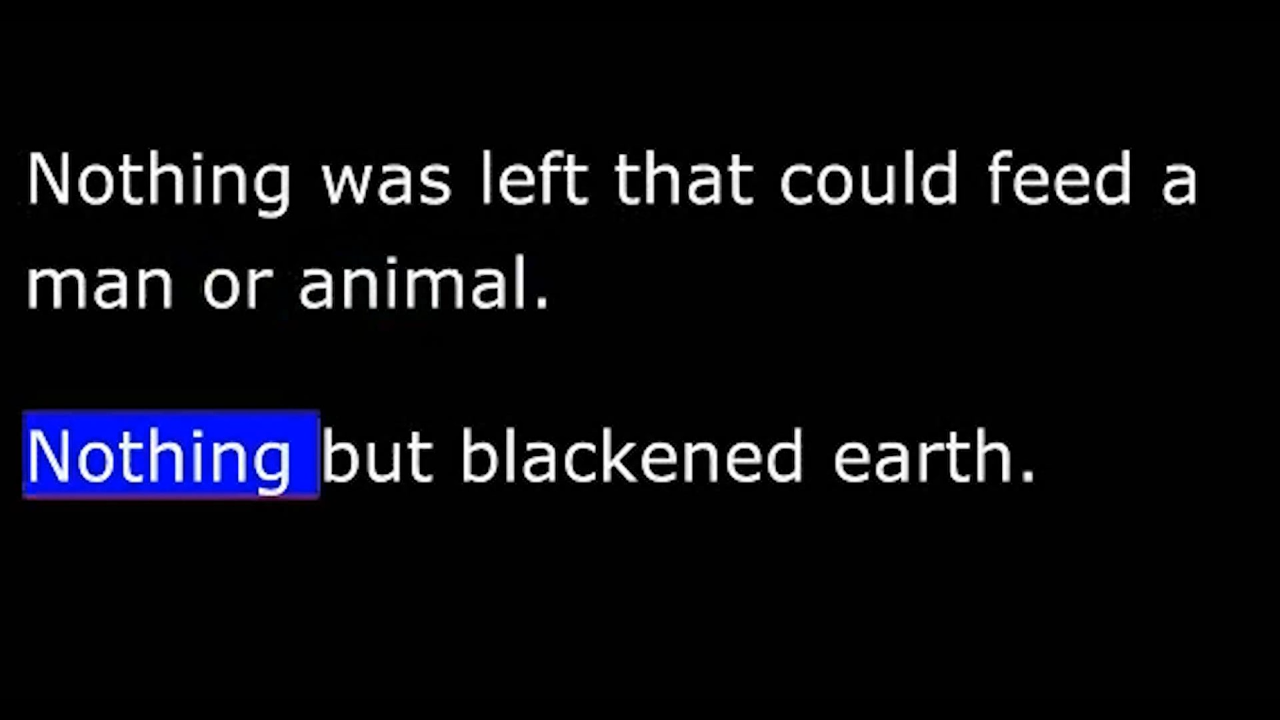 Nothing was left that could feed a
man or animal.
Nothing but blackened earth.